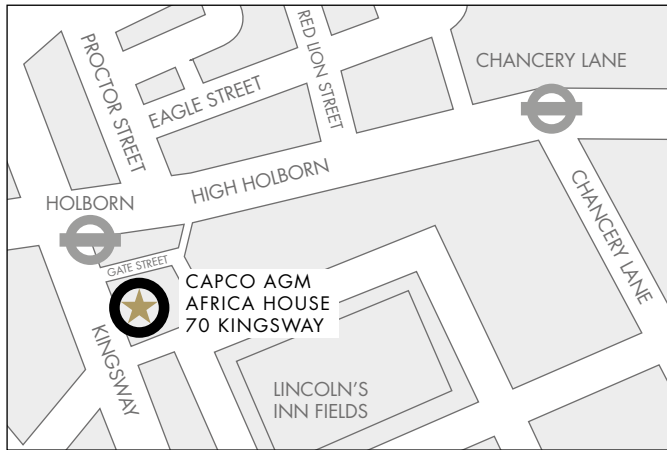 PROCTOR STREET
EAGLE STREET
RED LION STREET
CHANCERY LANE
HIGH HOLBORN
HOLBORN
GATE STREET
CAPCO AGM
AFRICA HOUSE
70 KINGSWAY
KINGSWAY
CHANCERY LANE
LINCOLN'S
INN FIELDS